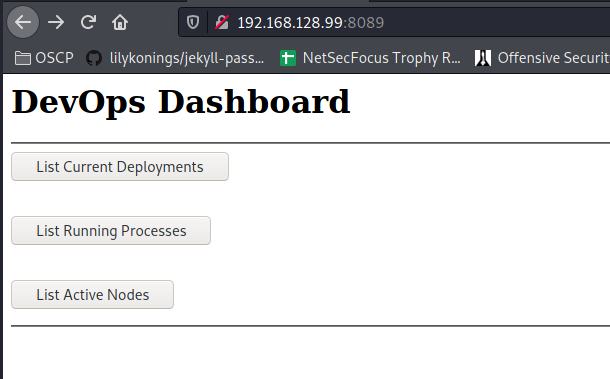 192.168.128.99:8089
OSCP lilykonings/jekyll-pass... NetSecFocus Trophy R... Offensive Securit
DevOps Dashboard
List Current Deployments
List Running Processes
List Active Nodes